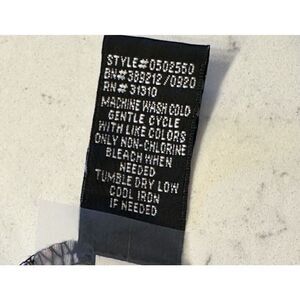 STYLE#0502550
BN#389212/0920
RN#31310
MACHINE WASH COLD
GENTLE CYCLE
WITH LIKE COLORS
ONLY NON-CHLORINE
BLEACH WHEN
NEEDED
TUMBLE DRY LOW
COOL IRON
IF NEEDED